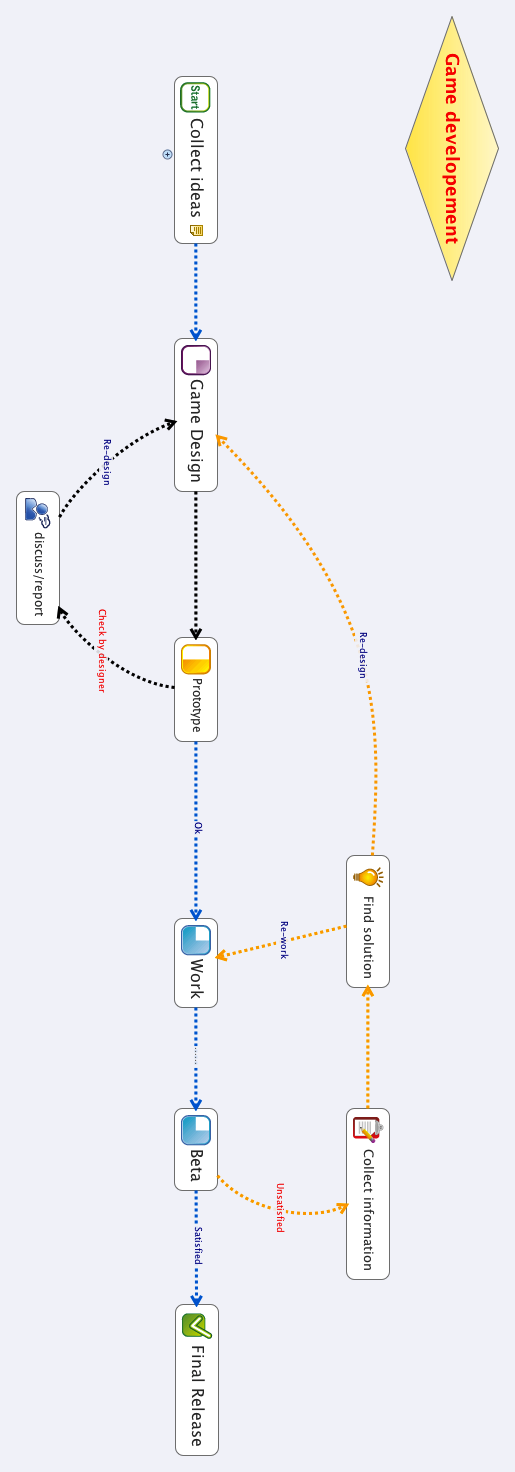 Game developement
Start
Collect ideas
Game Design
Re-design
discuss/report
Check by designer
Prototype
Re-design
Ok
Find solution
Re-work
Work
......
Collect information
Beta
Unsatisfied
Satisfied
Final Release